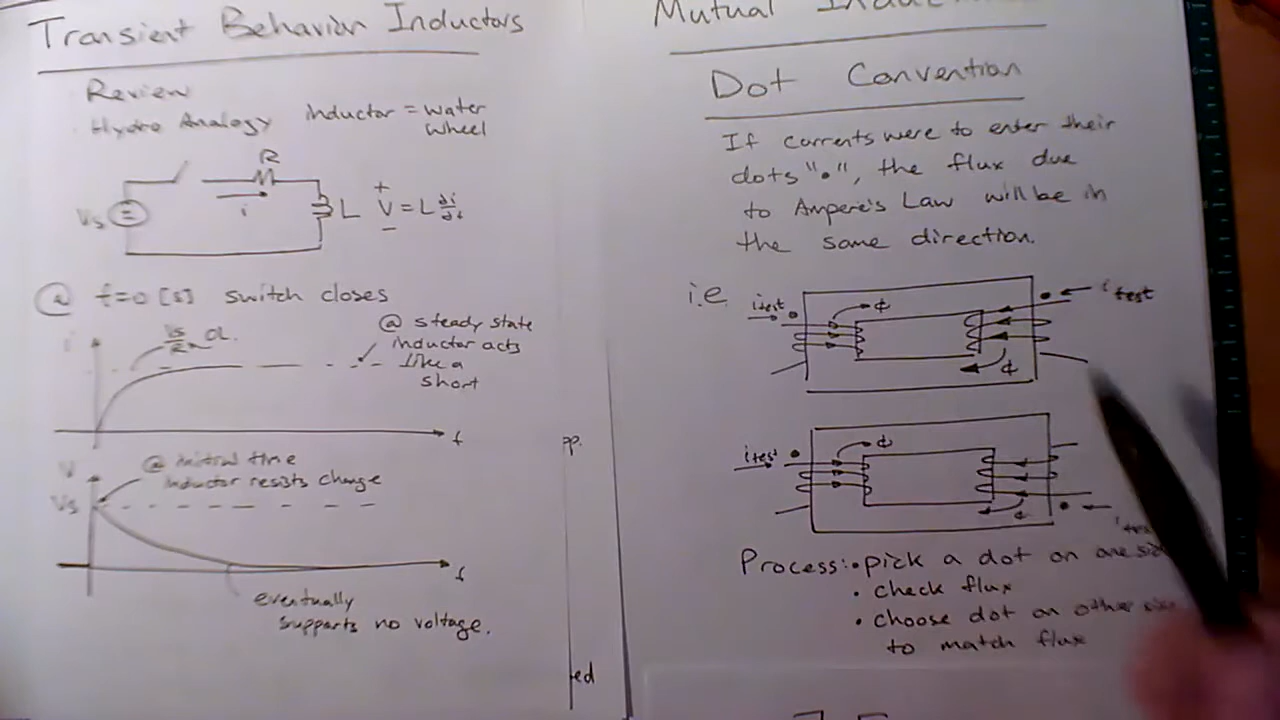 Transient Behavior Inductors
Review
Hydro Analogy inductor = water
wheel
R
Vs
i
L
+
V = L di/dt
-
@ t=0 [s] switch closes
i
Vs/R
@ steady state
inductor acts
like a
short
t
V
@ initial time
inductor resists change
Vs
t
eventually
supports no voltage.
pp.
ed
Mutual
Dot Convention
If currents were to enter their
dots "•", the flux due
to Ampere's Law will be in
the same direction.
i.e
itest
ϕ
itest
ϕ
itest
ϕ
ϕ
Process: • pick a dot on one
• check flux
• choose dot on other
to match flux